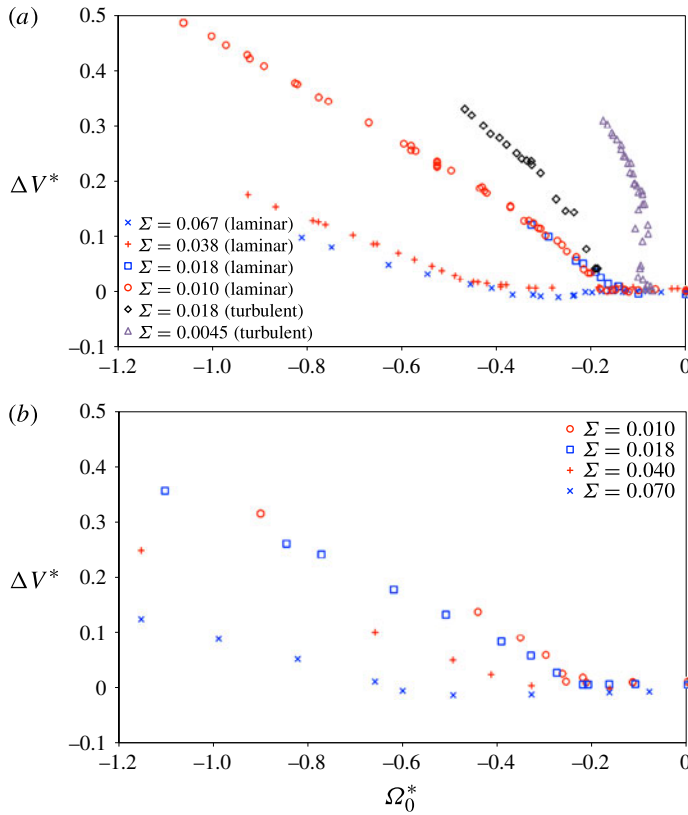 (a)
0.5
0.4
0.3
0.2
0.1
0
−0.1
ΔV*
Σ = 0.067 (laminar)
Σ = 0.038 (laminar)
Σ = 0.018 (laminar)
Σ = 0.010 (laminar)
Σ = 0.018 (turbulent)
Σ = 0.0045 (turbulent)
−1.2 −1.0 −0.8 −0.6 −0.4 −0.2 0
(b)
0.5
0.4
0.3
0.2
0.1
0
−0.1
ΔV*
Σ = 0.010
Σ = 0.018
Σ = 0.040
Σ = 0.070
−1.2 −1.0 −0.8 −0.6 −0.4 −0.2 0
Ω₀*